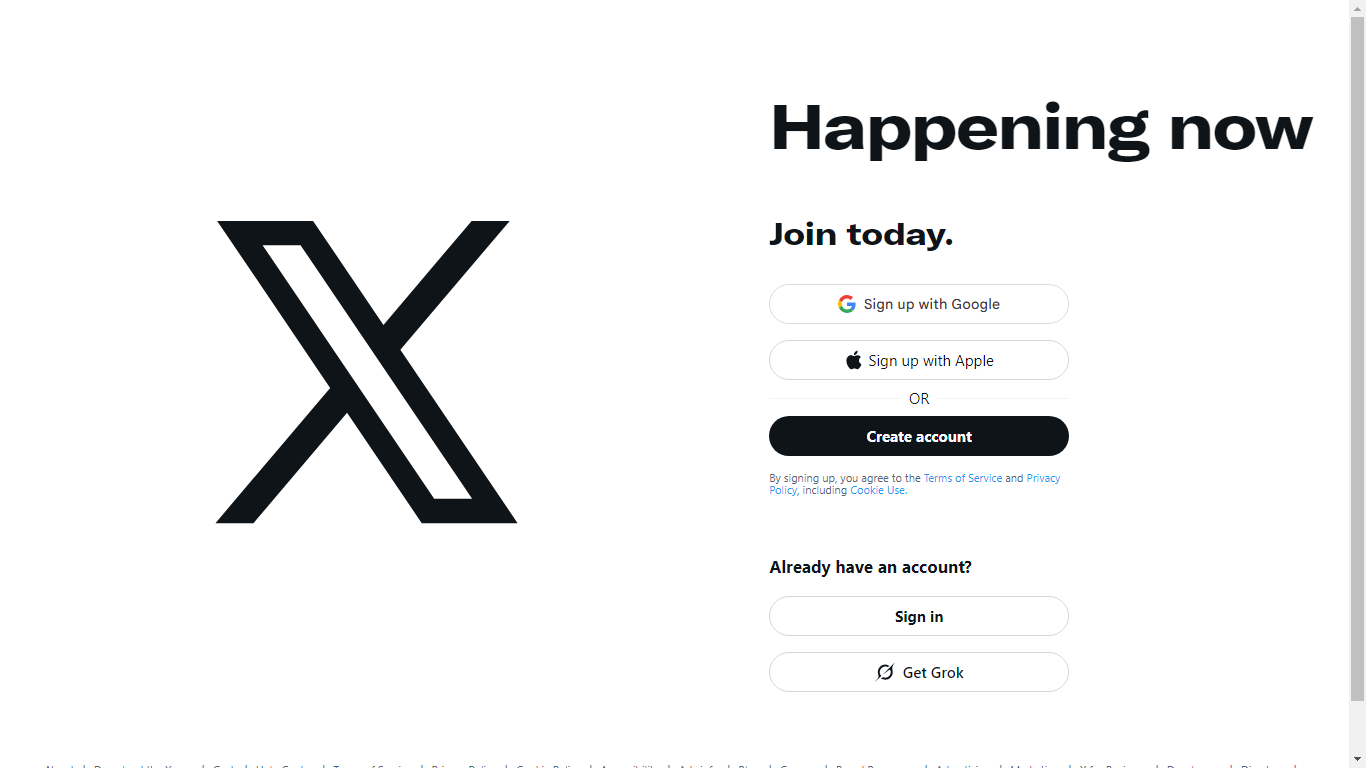 Happening now
Join today.
Sign up with Google
Sign up with Apple
OR
Create account
By signing up, you agree to the Terms of Service and Privacy
Policy, including Cookie Use.
Already have an account?
Sign in
Get Grok